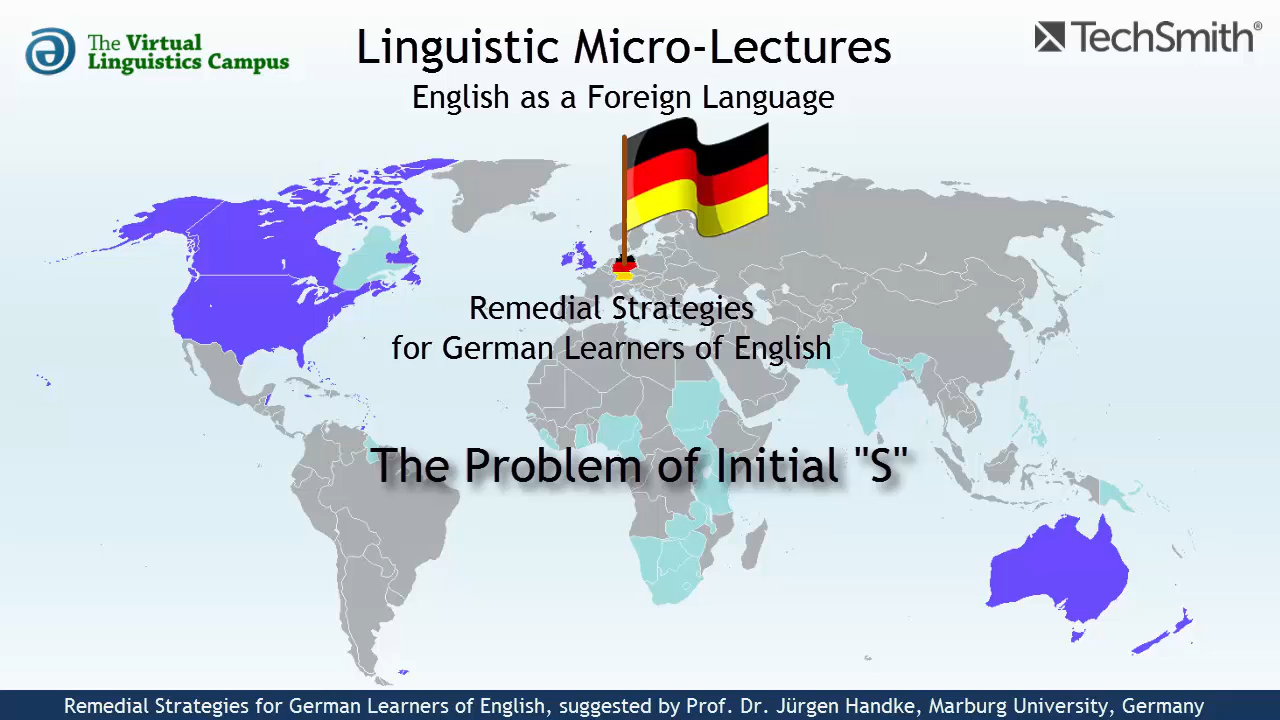 The Virtual
Linguistics Campus
Linguistic Micro-Lectures
TechSmith®
English as a Foreign Language
Remedial Strategies
for German Learners of English
The Problem of Initial "S"
Remedial Strategies for German Learners of English, suggested by Prof. Dr. Jürgen Handke, Marburg University, Germany